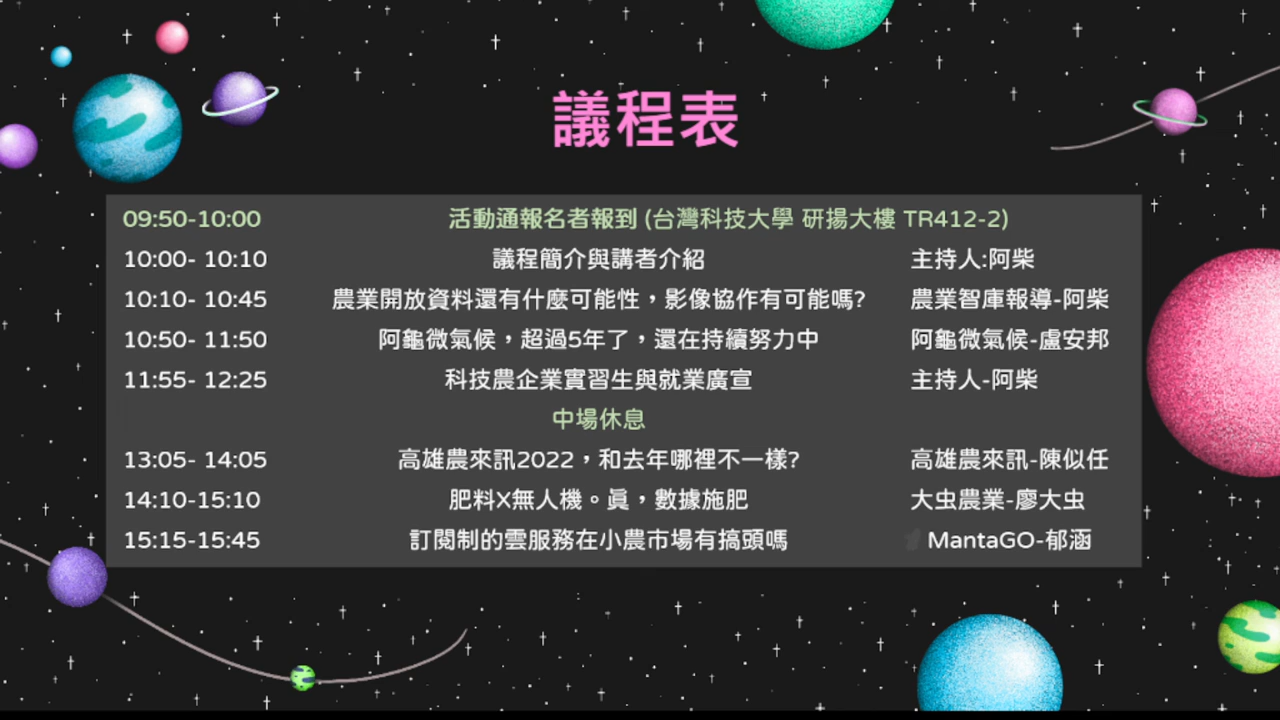 議程表
09:50-10:00 活動通報名者報到 (台灣科技大學 研揚大樓 TR412-2)
10:00- 10:10 議程簡介與講者介紹 主持人:阿柴
10:10- 10:45 農業開放資料還有什麼可能性，影像協作有可能嗎? 農業智庫報導-阿柴
10:50- 11:50 阿龜微氣候，超過5年了，還在持續努力中 阿龜微氣候-盧安邦
11:55- 12:25 科技農企業實習生與就業廣宣 主持人-阿柴
中場休息
13:05- 14:05 高雄農來訊2022，和去年哪裡不一樣? 高雄農來訊-陳似任
14:10-15:10 肥料X無人機。真，數據施肥 大虫農業-廖大虫
15:15-15:45 訂閱制的雲服務在小農市場有搞頭嗎 MantaGO-郁涵